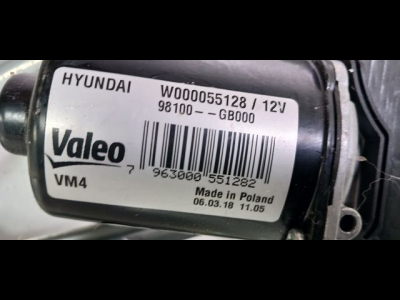 HYUNDAI W000055128 / 12V
98100--GB000
Valeo
7 963000 551282
VM4
Made in Poland
06.03.18 11.05